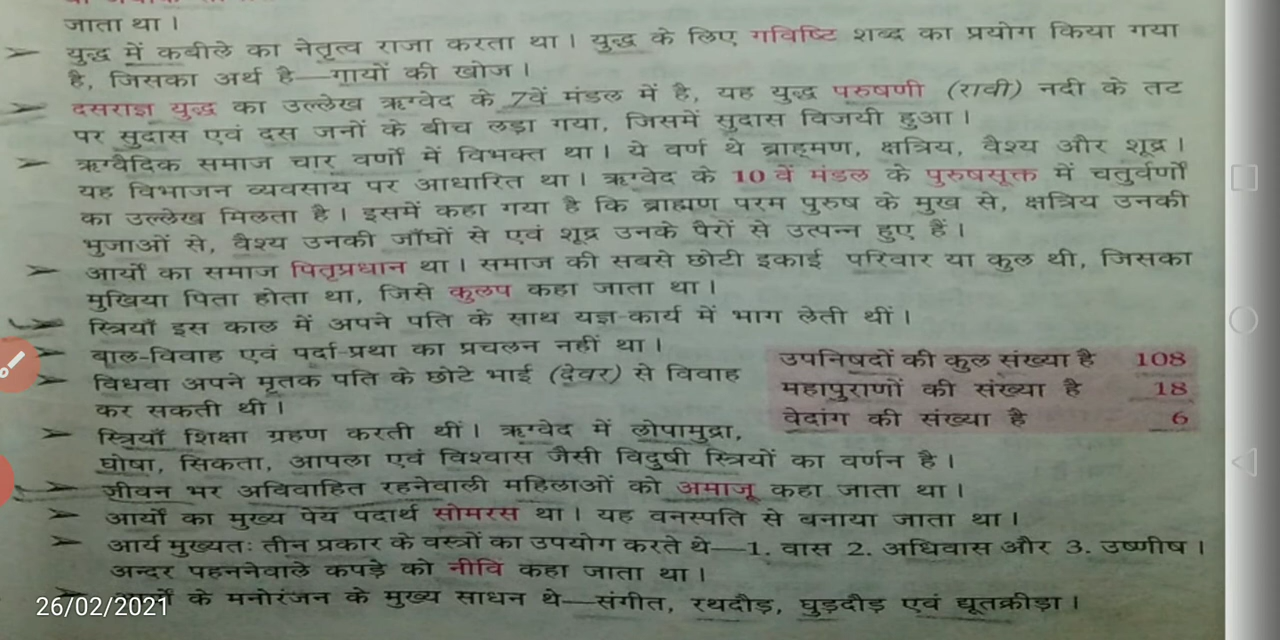 जाता था।
➢ युद्ध में कबीले का नेतृत्व राजा करता था। युद्ध के लिए गविष्टि शब्द का प्रयोग किया गया
है, जिसका अर्थ है—गायों की खोज।
➢ दसराज्ञ युद्ध का उल्लेख ऋग्वेद के 7वें मंडल में है, यह युद्ध परुषणी (रावी) नदी के तट
पर सुदास एवं दस जनों के बीच लड़ा गया, जिसमें सुदास विजयी हुआ।
➢ ऋग्वैदिक समाज चार वर्णों में विभक्त था। ये वर्ण थे ब्राह्मण, क्षत्रिय, वैश्य और शूद्र।
यह विभाजन व्यवसाय पर आधारित था। ऋग्वेद के 10 वें मंडल के पुरुषसूक्त में चतुर्वर्णों
का उल्लेख मिलता है। इसमें कहा गया है कि ब्राह्मण परम पुरुष के मुख से, क्षत्रिय उनकी
भुजाओं से, वैश्य उनकी जाँघों से एवं शूद्र उनके पैरों से उत्पन्न हुए हैं।
➢ आर्यों का समाज पितृप्रधान था। समाज की सबसे छोटी इकाई परिवार या कुल थी, जिसका
मुखिया पिता होता था, जिसे कुलप कहा जाता था।
➢ स्त्रियाँ इस काल में अपने पति के साथ यज्ञ-कार्य में भाग लेती थीं।
➢ बाल-विवाह एवं पर्दा-प्रथा का प्रचलन नहीं था।
➢ विधवा अपने मृतक पति के छोटे भाई (देवर) से विवाह
कर सकती थी।
उपनिषदों की कुल संख्या है 108
महापुराणों की संख्या है 18
वेदांग की संख्या है 6
➢ स्त्रियाँ शिक्षा ग्रहण करती थीं। ऋग्वेद में लोपामुद्रा,
घोषा, सिकता, आपला एवं विश्वास जैसी विदुषी स्त्रियों का वर्णन है।
➢ जीवन भर अविवाहित रहनेवाली महिलाओं को अमाजू कहा जाता था।
➢ आर्यों का मुख्य पेय पदार्थ सोमरस था। यह वनस्पति से बनाया जाता था।
➢ आर्य मुख्यतः तीन प्रकार के वस्त्रों का उपयोग करते थे—1. वास 2. अधिवास और 3. उष्णीष।
अन्दर पहननेवाले कपड़े को नीवि कहा जाता था।
➢ के मनोरंजन के मुख्य साधन थे—संगीत, रथदौड़, घुड़दौड़ एवं द्यूतक्रीड़ा।
26/02/2021